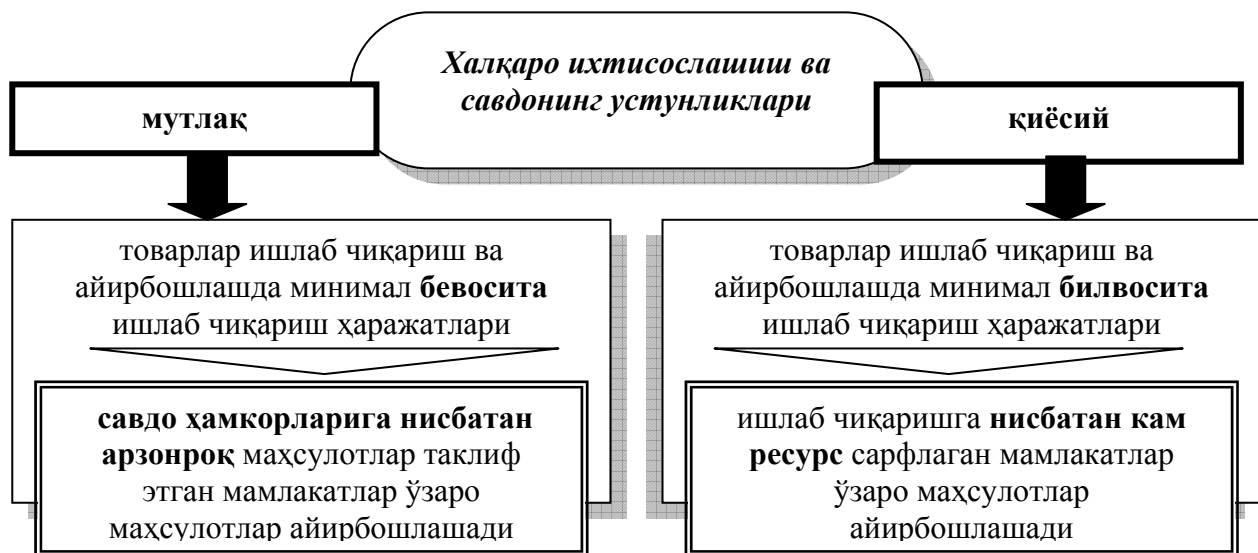 Халқаро ихтисослашиш ва
савдонинг устунликлари
мутлақ
қиёсий
товарлар ишлаб чиқариш ва
айирбошлашда минимал бевосита
ишлаб чиқариш ҳаражатлари
савдо ҳамкорларига нисбатан
арзонроқ маҳсулотлар таклиф
этган мамлакатлар ўзаро
маҳсулотлар айирбошлашади
товарлар ишлаб чиқариш ва
айирбошлашда минимал билвосита
ишлаб чиқариш ҳаражатлари
ишлаб чиқаришга нисбатан кам
ресурс сарфлаган мамлакатлар
ўзаро маҳсулотлар
айирбошлашади